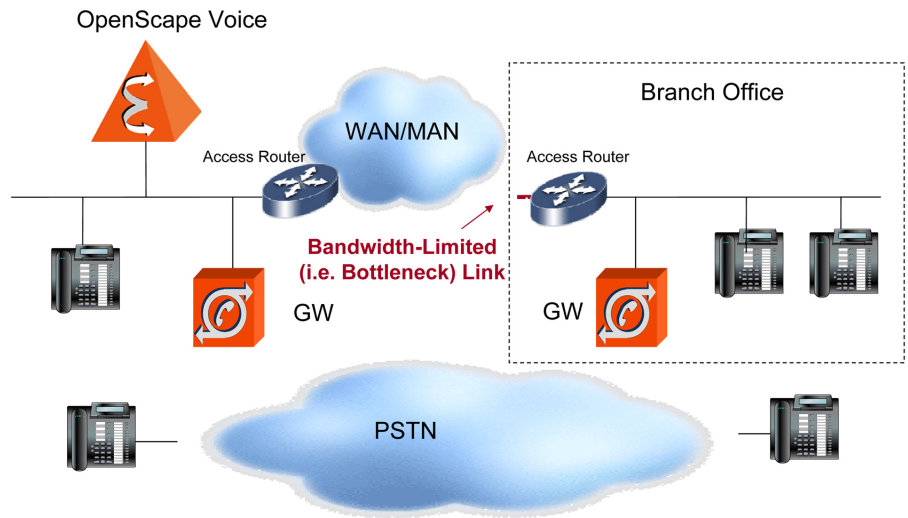 OpenScape Voice
WAN/MAN
Branch Office
Access Router
Access Router
Bandwidth-Limited
(i.e. Bottleneck) Link
GW
GW
PSTN